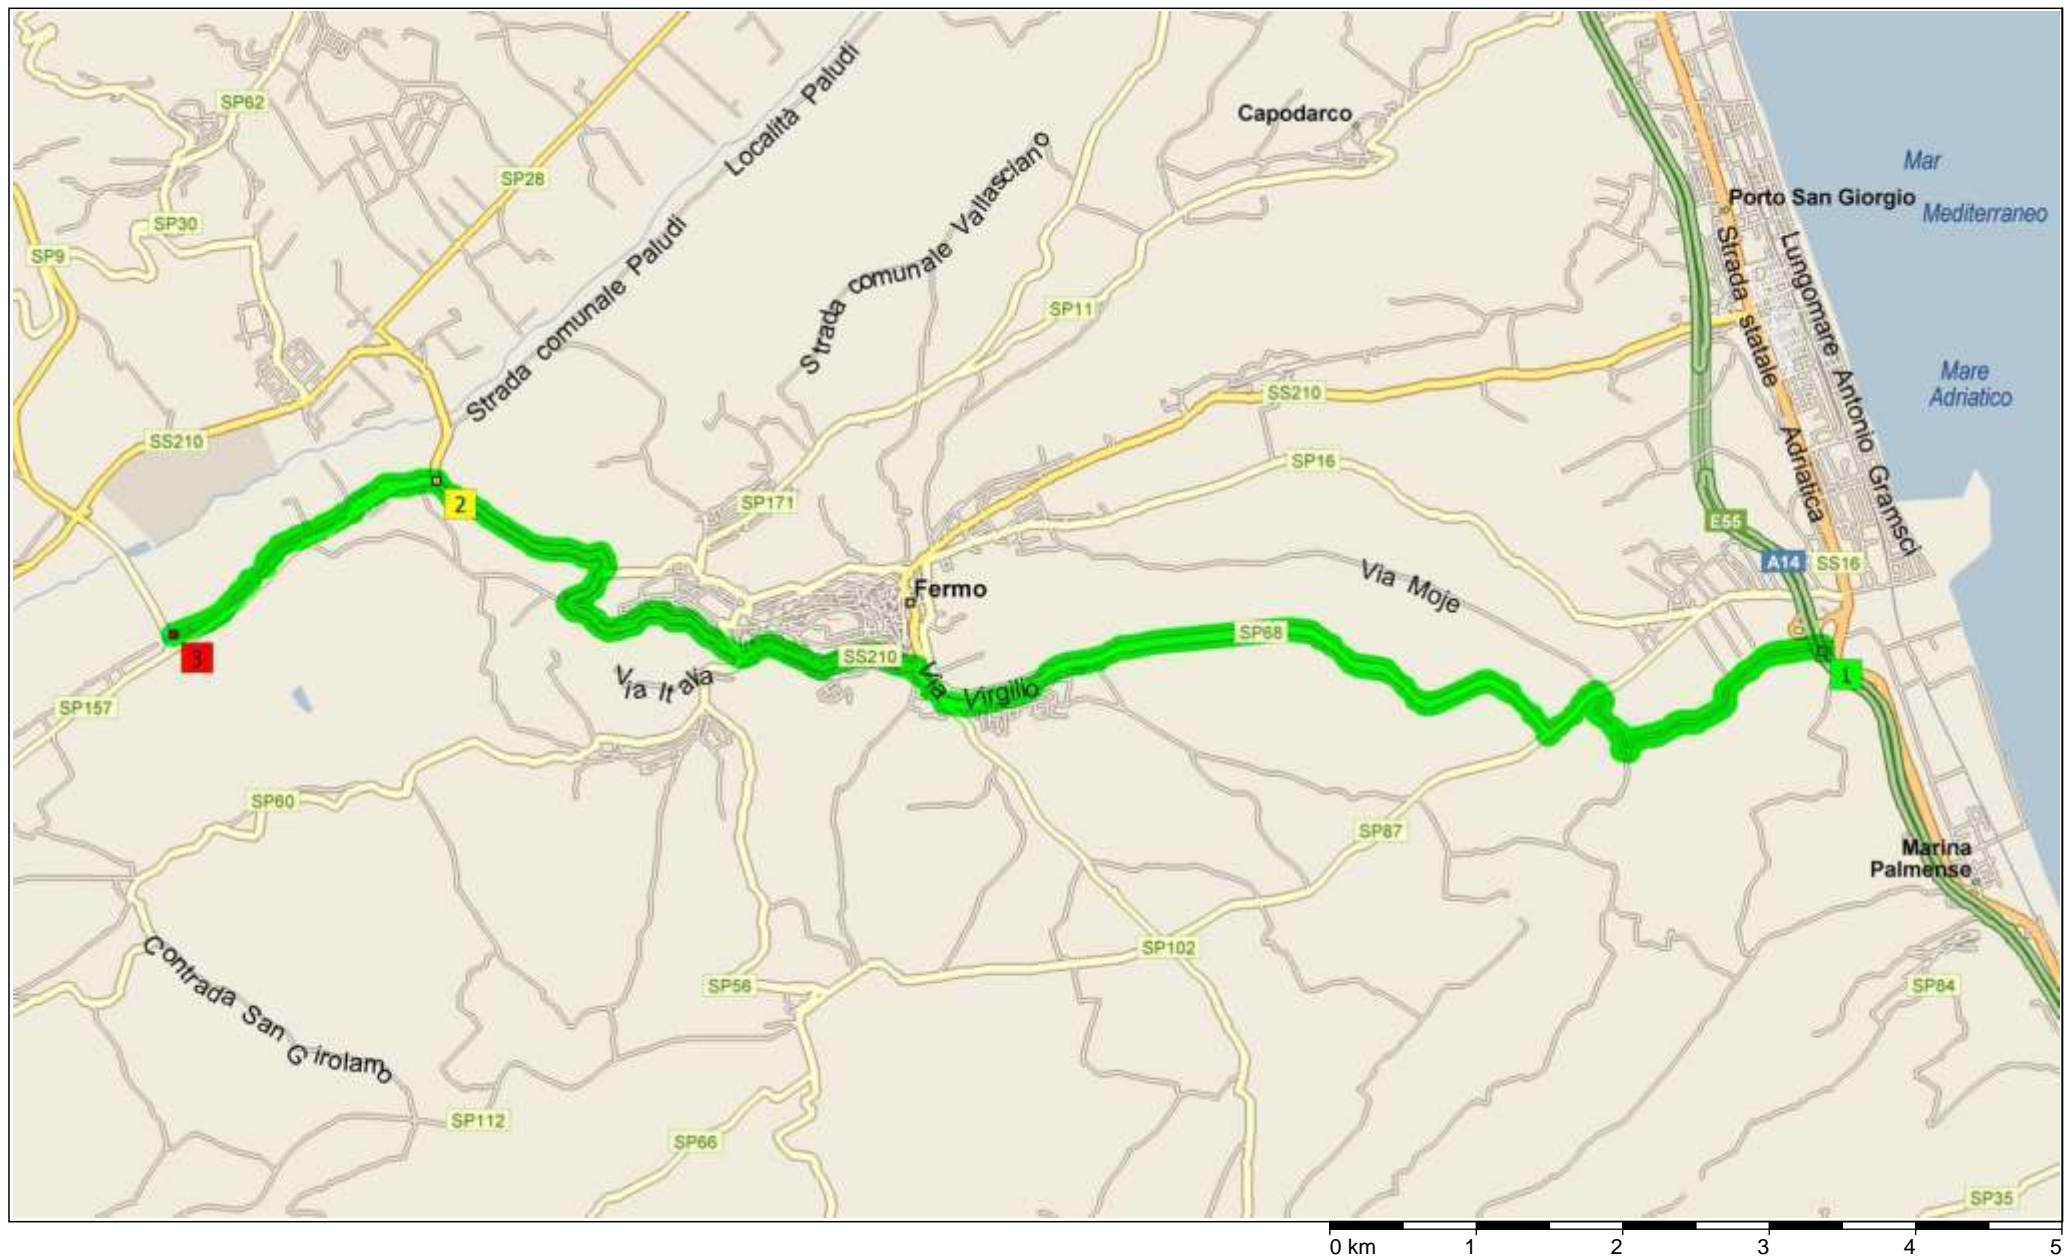 SP62
Località Paludi
Capodarco
Mar
Mediterraneo
SP28
Porto San Giorgio
SP30
SP9
Strada comunale Vallasciano
Strada comunale Paludi
SP11
Strada statale Adriatica
Lungomare Antonio Gramsci
Mare
Adriatico
SS210
SS210
SP16
2
SP171
E55
A14
SS16
Via Moje
Fermo
SP68
3
SS210
Via Virgilio
Via Italia
1
SP157
SP60
SP87
Marina
Palmense
Contrada San Girolamo
SP102
SP56
SP84
SP112
SP66
SP35
0 km 1 2 3 4 5